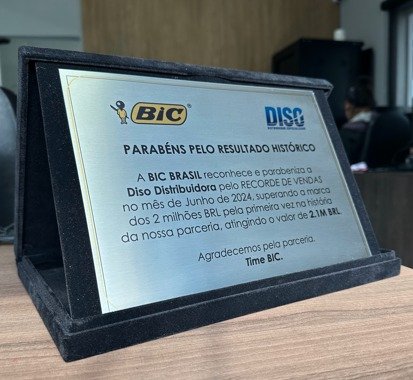 BiC
DISO
PARABÉNS PELO RESULTADO HISTÓRICO
A BIC BRASIL reconhece e parabeniza a
Diso Distribuidora pelo RECORDE DE VENDAS
no mês de Junho de 2024, superando a marca
dos 2 milhões BRL pela primeira vez na história
da nossa parceria, atingindo o valor de 2.1M BRL.
Agradecemos pela parceria.
Time BIC.